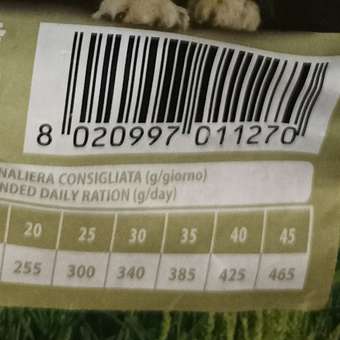 8 020997 011270
NALIERA CONSIGLIATA (g/giorno)
NDED DAILY RATION (g/day)
20 25 30 35 40 45
255 300 340 385 425 465